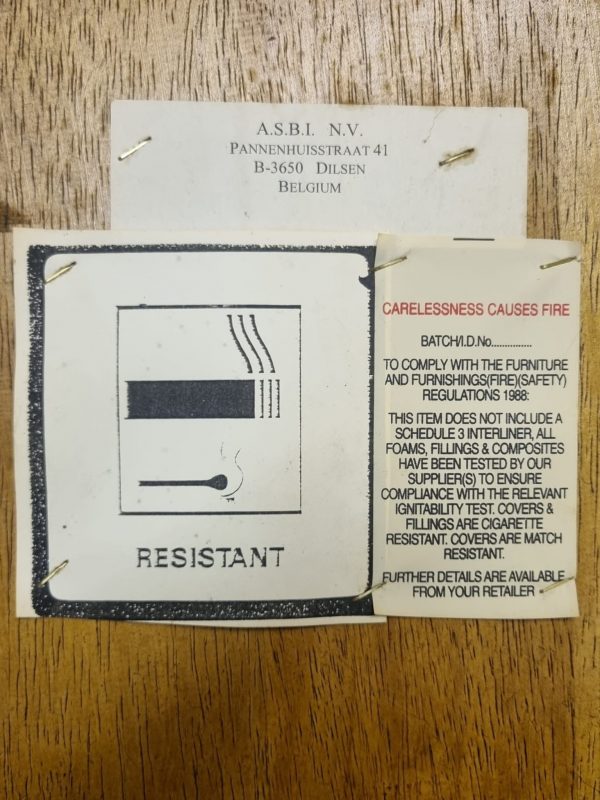 A.S.B.I. N.V.
PANNENHUISSTRAAT 41
B-3650 DILSEN
BELGIUM
RESISTANT
CARELESSNESS CAUSES FIRE
BATCH/I.D.No...............
TO COMPLY WITH THE FURNITURE
AND FURNISHINGS(FIRE)(SAFETY)
REGULATIONS 1988:
THIS ITEM DOES NOT INCLUDE A
SCHEDULE 3 INTERLINER, ALL
FOAMS, FILLINGS & COMPOSITES
HAVE BEEN TESTED BY OUR
SUPPLIER(S) TO ENSURE
COMPLIANCE WITH THE RELEVANT
IGNITABILITY TEST. COVERS &
FILLINGS ARE CIGARETTE
RESISTANT. COVERS ARE MATCH
RESISTANT.
FURTHER DETAILS ARE AVAILABLE
FROM YOUR RETAILER